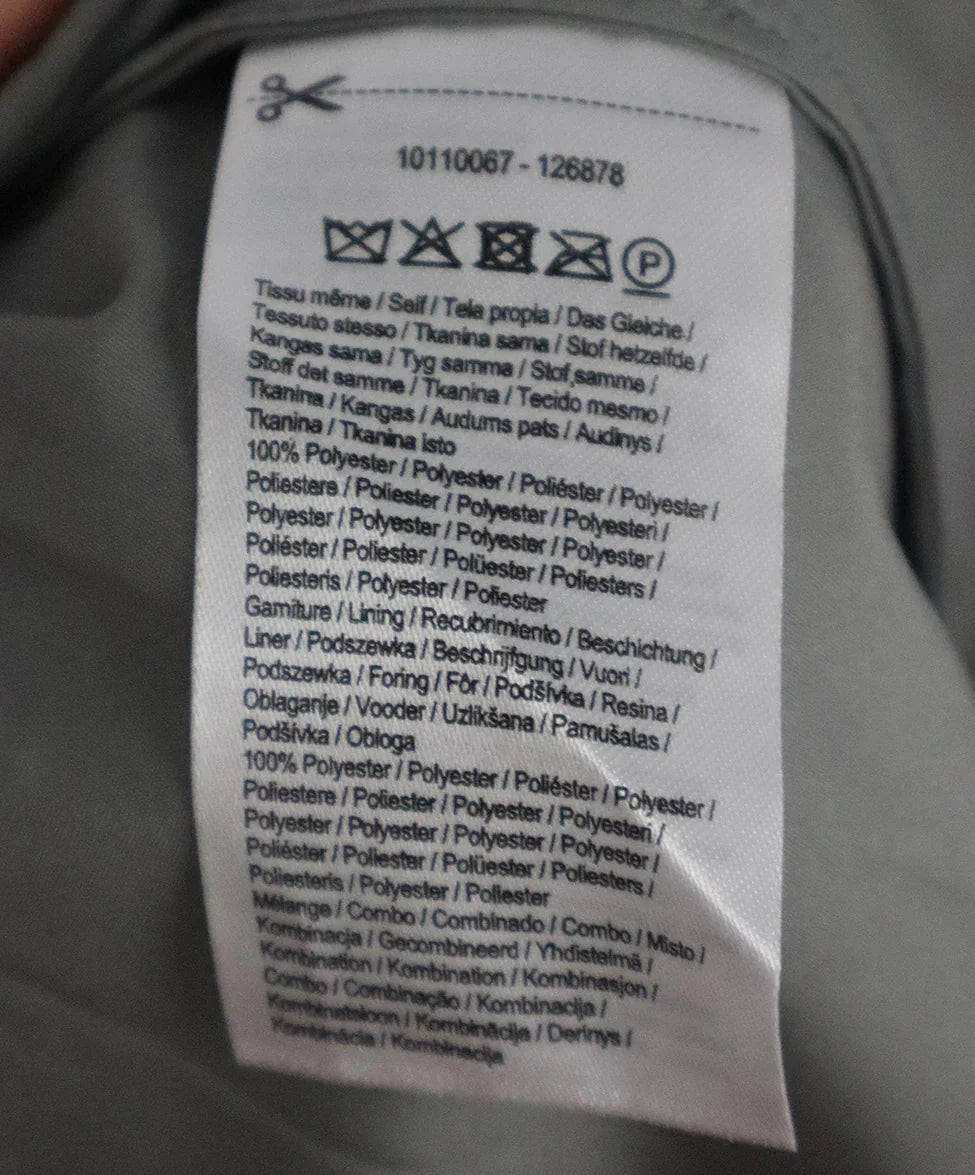 10110067 - 126878
P
Tissu même / Self / Tela propia / Das Gleiche /
Tessuto stesso / Tkanina sama / Stof hetzelfde /
Kangas sama / Tyg samma / Stof samme /
Stoff det samme / Tkanina / Tecido mesmo /
Tkanina / Kangas / Audums pats / Audinys /
Tkanina / Tkanina isto
100% Polyester / Polyester / Poliéster / Polyester /
Poliestere / Poliester / Polyester / Polyesteri /
Polyester / Polyester / Polyester / Polyester /
Poliéster / Poliester / Polüester / Poliesters /
Poliesteris / Polyester / Poliester
Garniture / Lining / Recubrimiento / Beschichtung /
Liner / Podszewka / Beschrijfgung / Vuori /
Podszewka / Foring / Fôr / Podšívka / Resina /
Oblaganje / Vooder / Uzlikšana / Pamušalas /
Podšívka / Obloga
100% Polyester / Polyester / Poliéster / Polyester /
Poliestere / Poliester / Polyester / Polyesteri /
Polyester / Polyester / Polyester / Polyester /
Poliéster / Poliester / Polüester / Poliesters /
Poliesteris / Polyester / Poliester
Mélange / Combo / Combinado / Combo / Misto /
Kombinacja / Gecombineerd / Yhdistelmä /
Kombination / Kombination / Kombinasjon /
Combo / Combinação / Kombinacija /
Kombinatsioon / Kombinācija / Derinys /
Kombinácia / Kombinacija